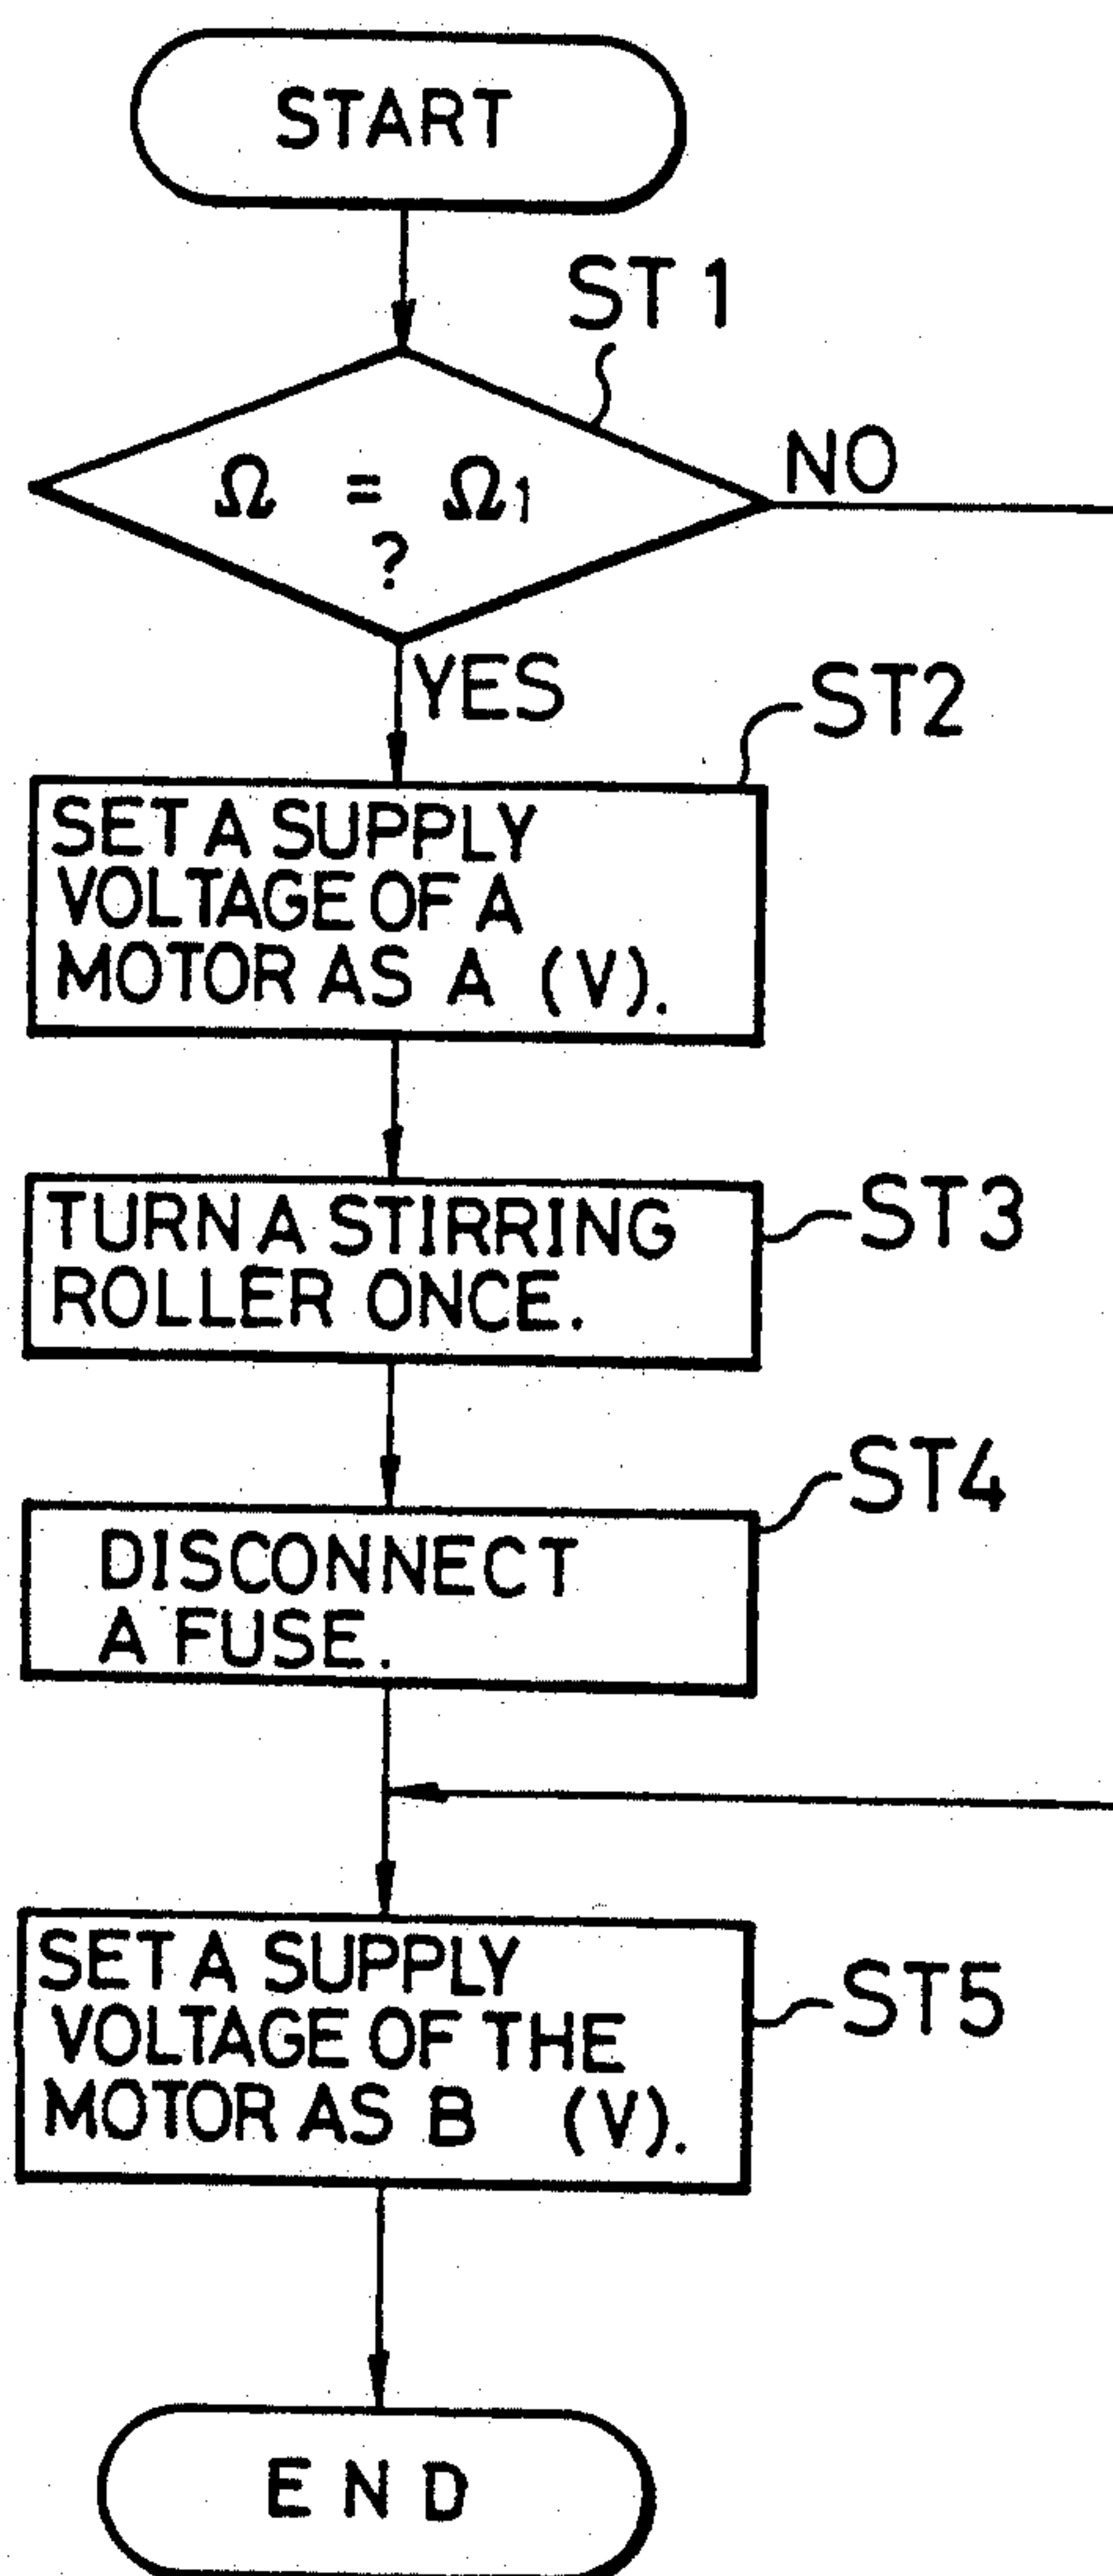 START
ST 1
Ω = Ω1
?
NO
YES
ST2
SET A SUPPLY
VOLTAGE OF A
MOTOR AS A (V).
ST3
TURN A STIRRING
ROLLER ONCE.
ST4
DISCONNECT
A FUSE.
ST5
SET A SUPPLY
VOLTAGE OF THE
MOTOR AS B (V).
END